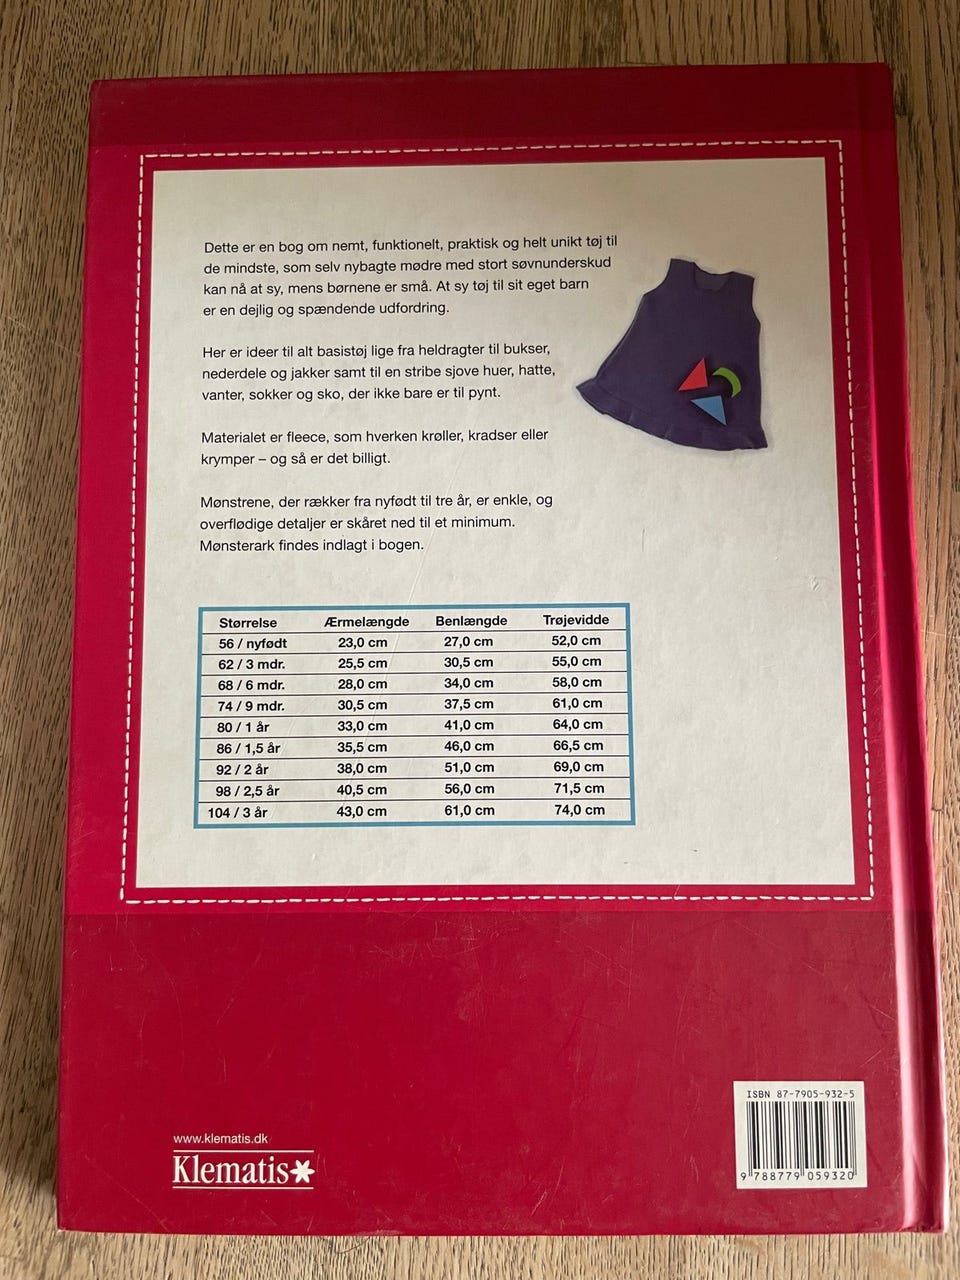 Dette er en bog om nemt, funktionelt, praktisk og helt unikt tøj til
de mindste, som selv nybagte mødre med stort søvnunderskud
kan nå at sy, mens børnene er små. At sy tøj til sit eget barn
er en dejlig og spændende udfordring.
Her er ideer til alt basistøj lige fra heldragter til bukser,
nederdele og jakker samt til en stribe sjove huer, hatte,
vanter, sokker og sko, der ikke bare er til pynt.
Materialet er fleece, som hverken krøller, kradser eller
krymper – og så er det billigt.
Mønstrene, der rækker fra nyfødt til tre år, er enkle, og
overflødige detaljer er skåret ned til et minimum.
Mønsterark findes indlagt i bogen.
Størrelse Ærmelængde Benlængde Trøjevidde
56 / nyfødt 23,0 cm 27,0 cm 52,0 cm
62 / 3 mdr. 25,5 cm 30,5 cm 55,0 cm
68 / 6 mdr. 28,0 cm 34,0 cm 58,0 cm
74 / 9 mdr. 30,5 cm 37,5 cm 61,0 cm
80 / 1 år 33,0 cm 41,0 cm 64,0 cm
86 / 1,5 år 35,5 cm 46,0 cm 66,5 cm
92 / 2 år 38,0 cm 51,0 cm 69,0 cm
98 / 2,5 år 40,5 cm 56,0 cm 71,5 cm
104 / 3 år 43,0 cm 61,0 cm 74,0 cm
www.klematis.dk
Klematis
ISBN 87-7905-932-5
9 788779 059320